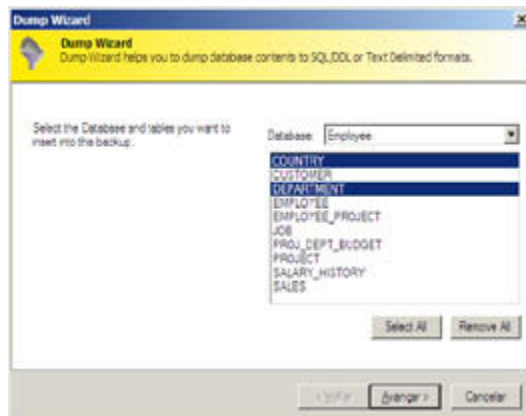 Dump Wizard
Dump Wizard
Dump Wizard helps you to dump database contents to SQL/DDL or Text Delimited formats.
Select the Database and tables you want to
insert into the backup.
Database: Employee
COUNTRY
CUSTOMER
DEPARTMENT
EMPLOYEE
EMPLOYEE_PROJECT
JOB
PROJ_DEPT_BUDGET
PROJECT
SALARY_HISTORY
SALES
Select All Remove All
< Voltar Avançar > Cancelar